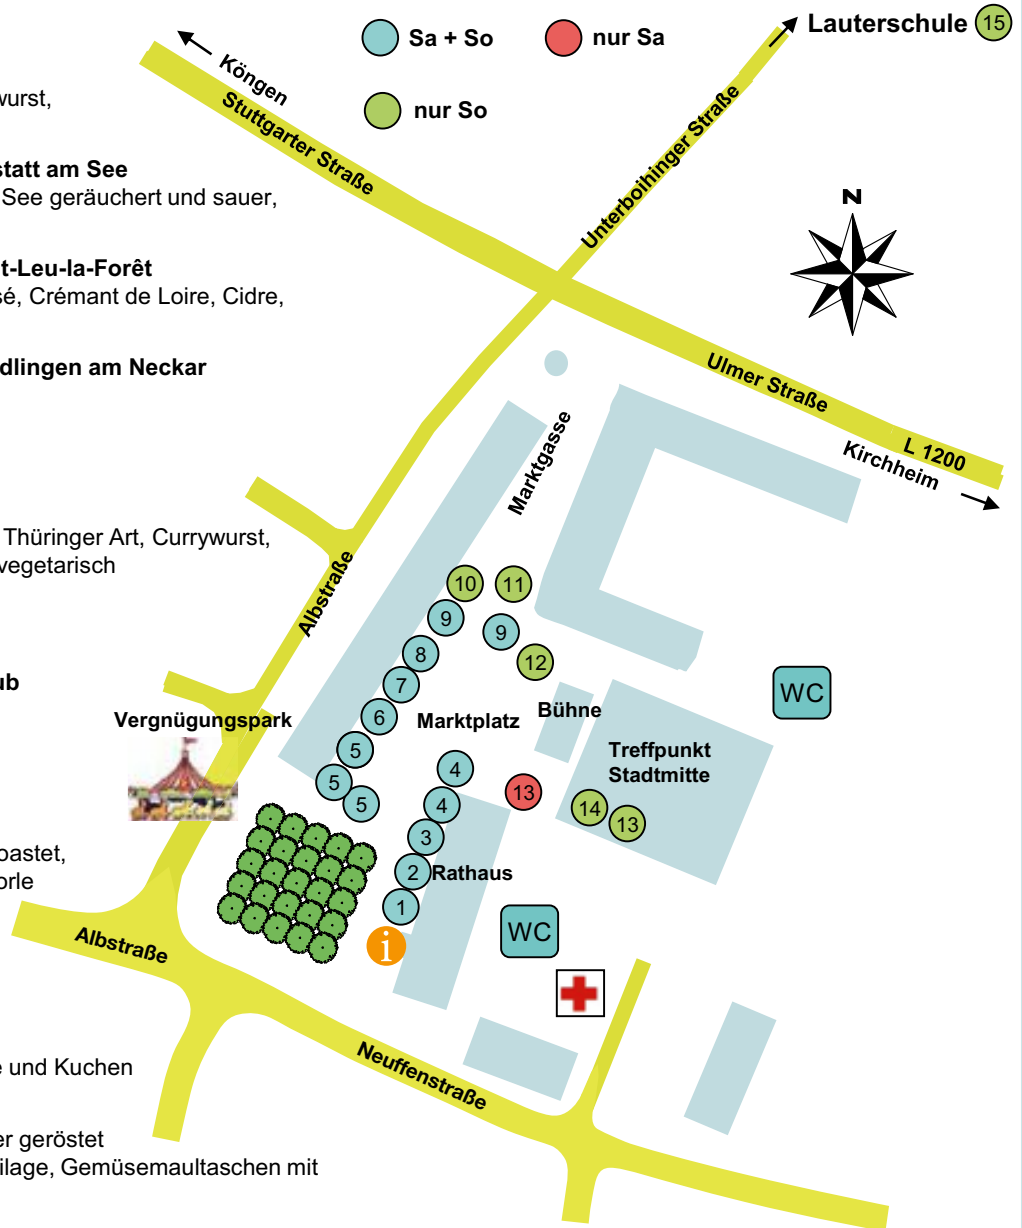 Sa + So
nur Sa
nur So
Lauterschule 15
Köngen
Stuttgarter Straße
Unterboihinger Straße
N
wurst,
statt am See
See geräuchert und sauer,
t-Leu-la-Forêt
sé, Crémant de Loire, Cidre,
dlingen am Neckar
Ulmer Straße
L 1200
Kirchheim
Marktgasse
Thüringer Art, Currywurst,
vegetarisch
Albstraße
10
11
9
9
8
12
7
ub
WC
6
Vergnügungspark
Marktplatz
Bühne
5
Treffpunkt
Stadtmitte
4
5
5
4
13
14
13
3
oastet,
orle
2
Rathaus
1
i
WC
Albstraße
Neuffenstraße
e und Kuchen
er geröstet
ilage, Gemüsemaultaschen mit